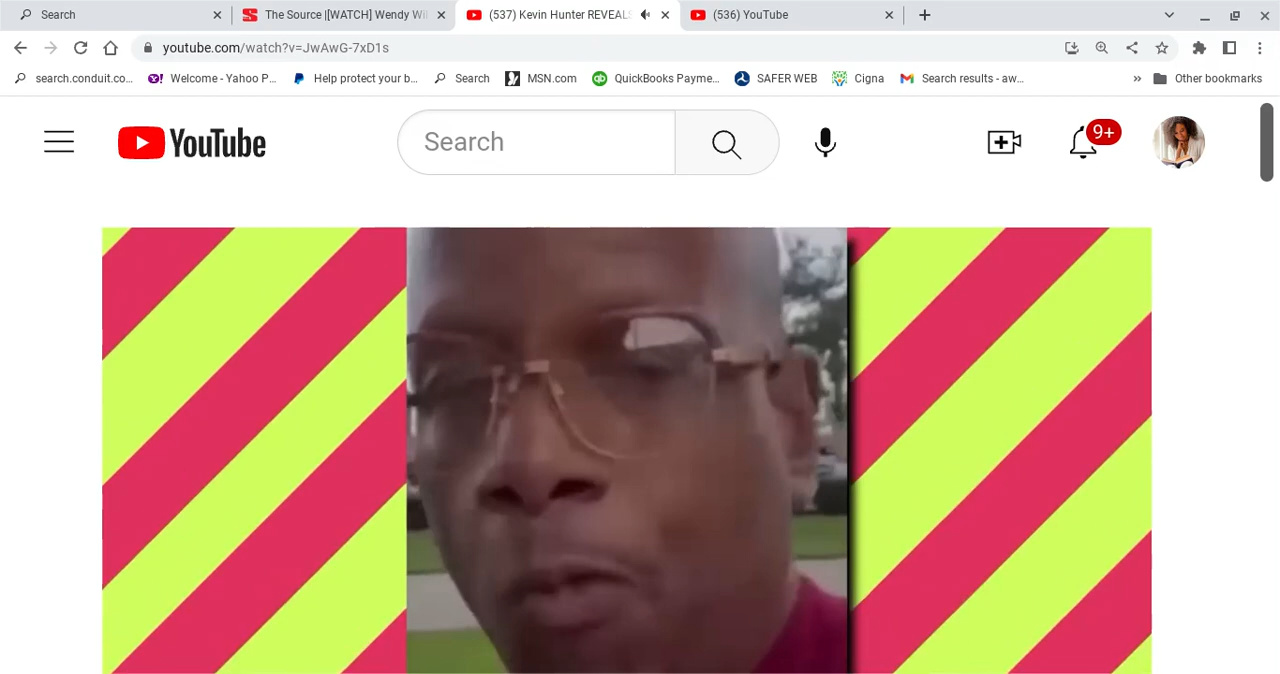 Search
The Source |[WATCH] Wendy Wil
(537) Kevin Hunter REVEALS
(536) YouTube
youtube.com/watch?v=JwAwG-7xD1s
search.conduit.co...
Welcome - Yahoo P...
Help protect your b...
Search
MSN.com
QuickBooks Payme...
SAFER WEB
Cigna
Search results - aw...
»
Other bookmarks
YouTube
Search
9+